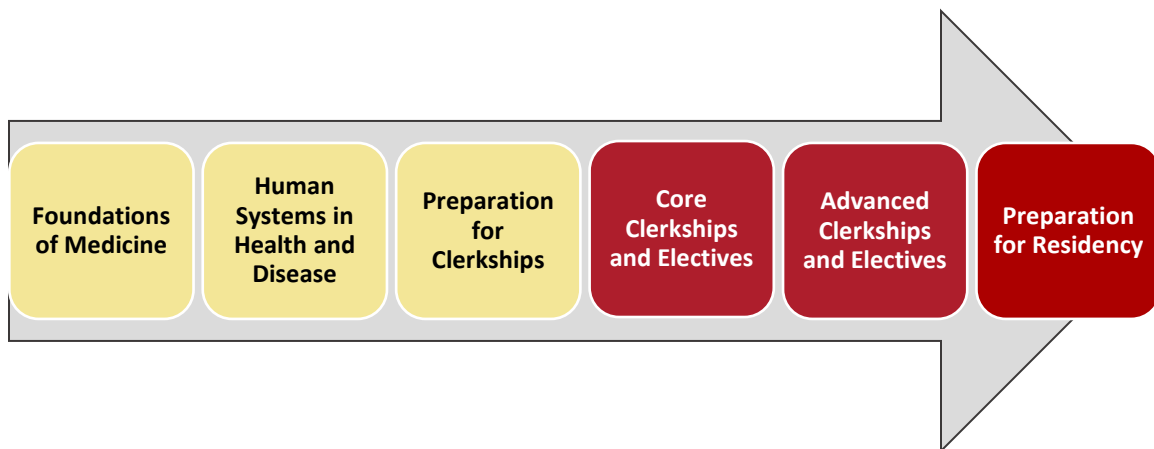 Foundations
of Medicine
Human
Systems in
Health and
Disease
Preparation
for
Clerkships
Core
Clerkships
and Electives
Advanced
Clerkships
and Electives
Preparation
for Residency